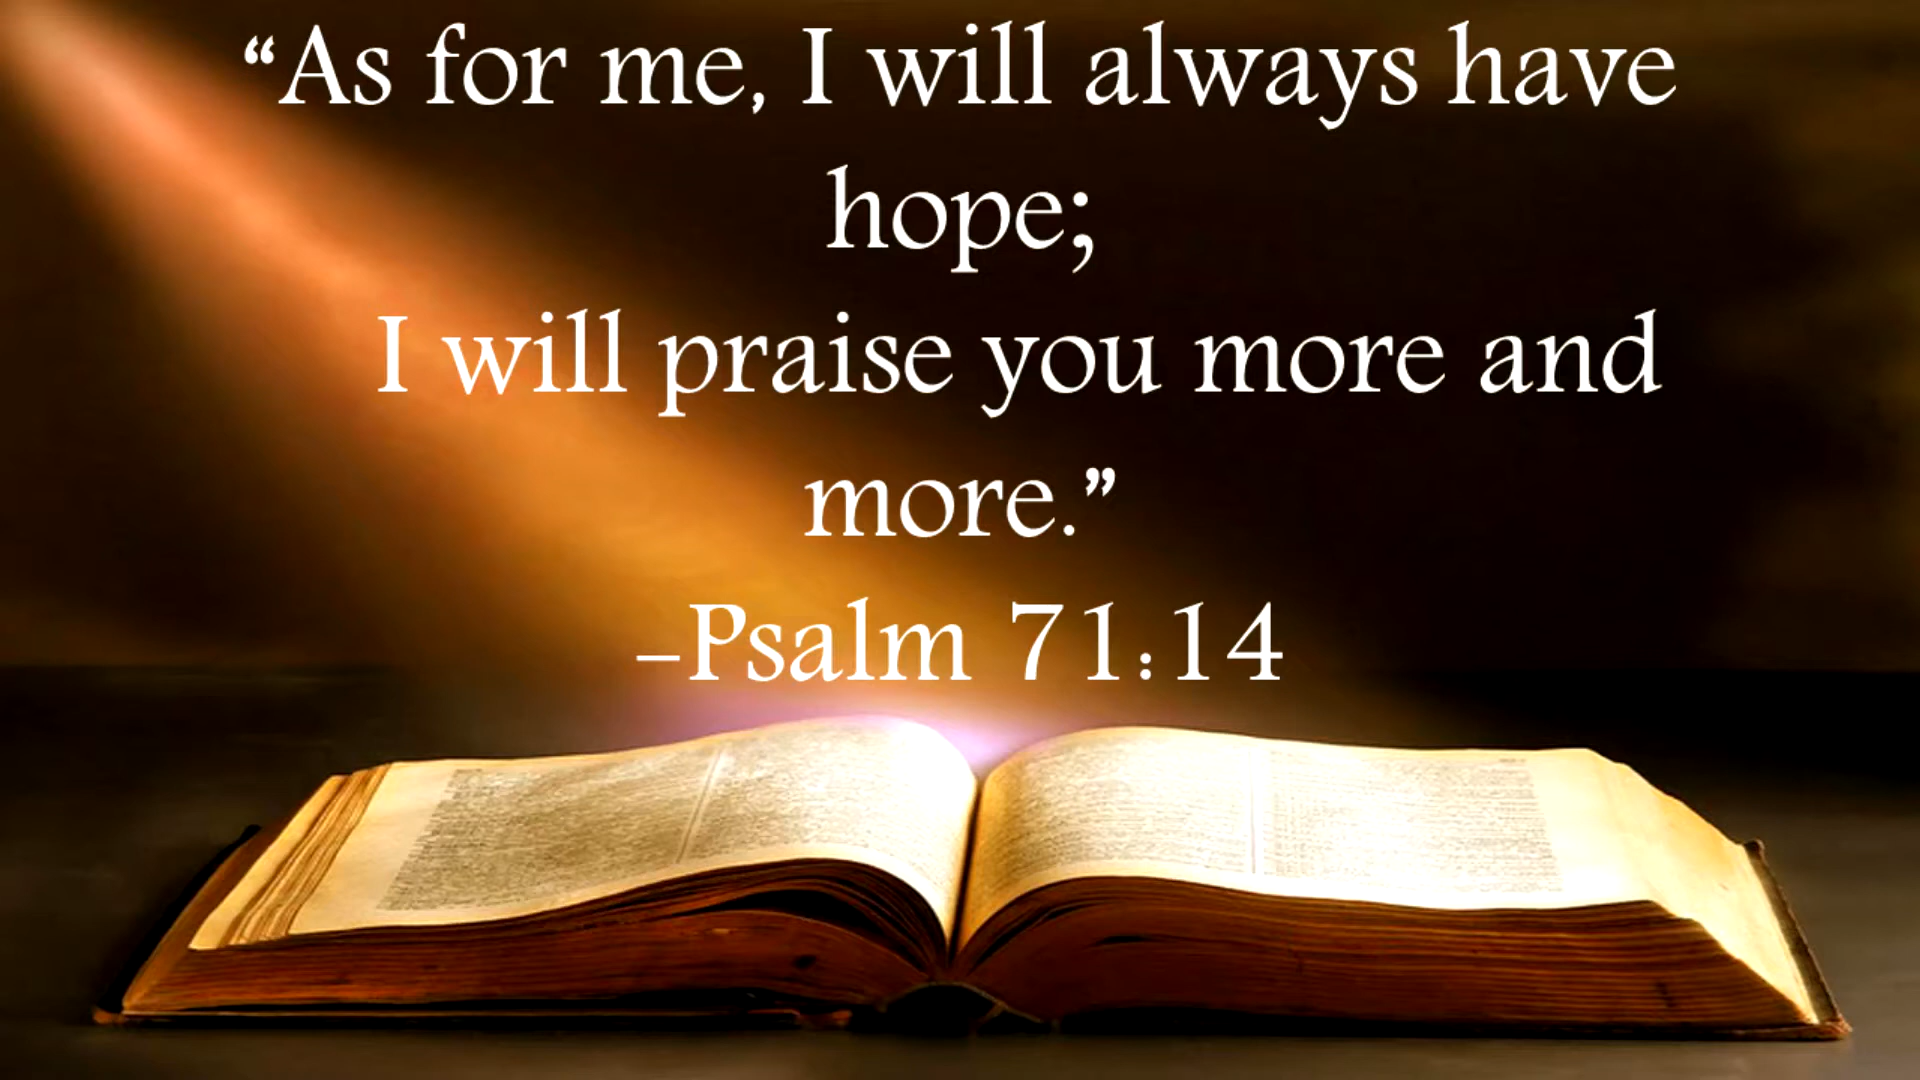 “As for me, I will always have
hope;
I will praise you more and
more.”
–Psalm 71:14